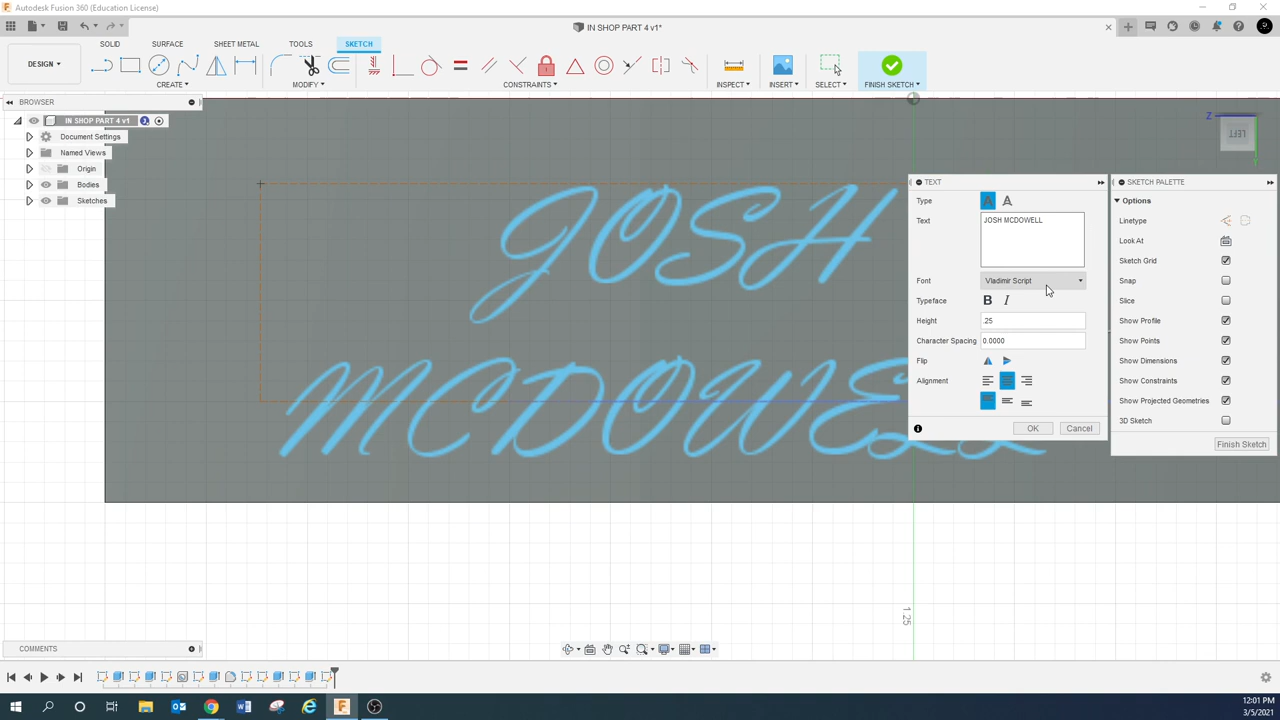 Autodesk Fusion 360 (Education License)
IN SHOP PART 4 v1*
SOLID SURFACE SHEET METAL TOOLS SKETCH
DESIGN ▾
CREATE ▾ MODIFY ▾ CONSTRAINTS ▾ INSPECT ▾ INSERT ▾ SELECT ▾ FINISH SKETCH ▾
BROWSER
IN SHOP PART 4 v1
Document Settings
Named Views
Origin
Bodies
Sketches
JOSH
MCDOWELL
1.25
Z
LEFT
TEXT
Type
Text JOSH MCDOWELL
Font Vladimir Script
Typeface B I
Height .25
Character Spacing 0.0000
Flip
Alignment
OK Cancel
SKETCH PALETTE
Options
Linetype
Look At
Sketch Grid
Snap
Slice
Show Profile
Show Points
Show Dimensions
Show Constraints
Show Projected Geometries
3D Sketch
Finish Sketch
COMMENTS
12:01 PM
3/5/2021